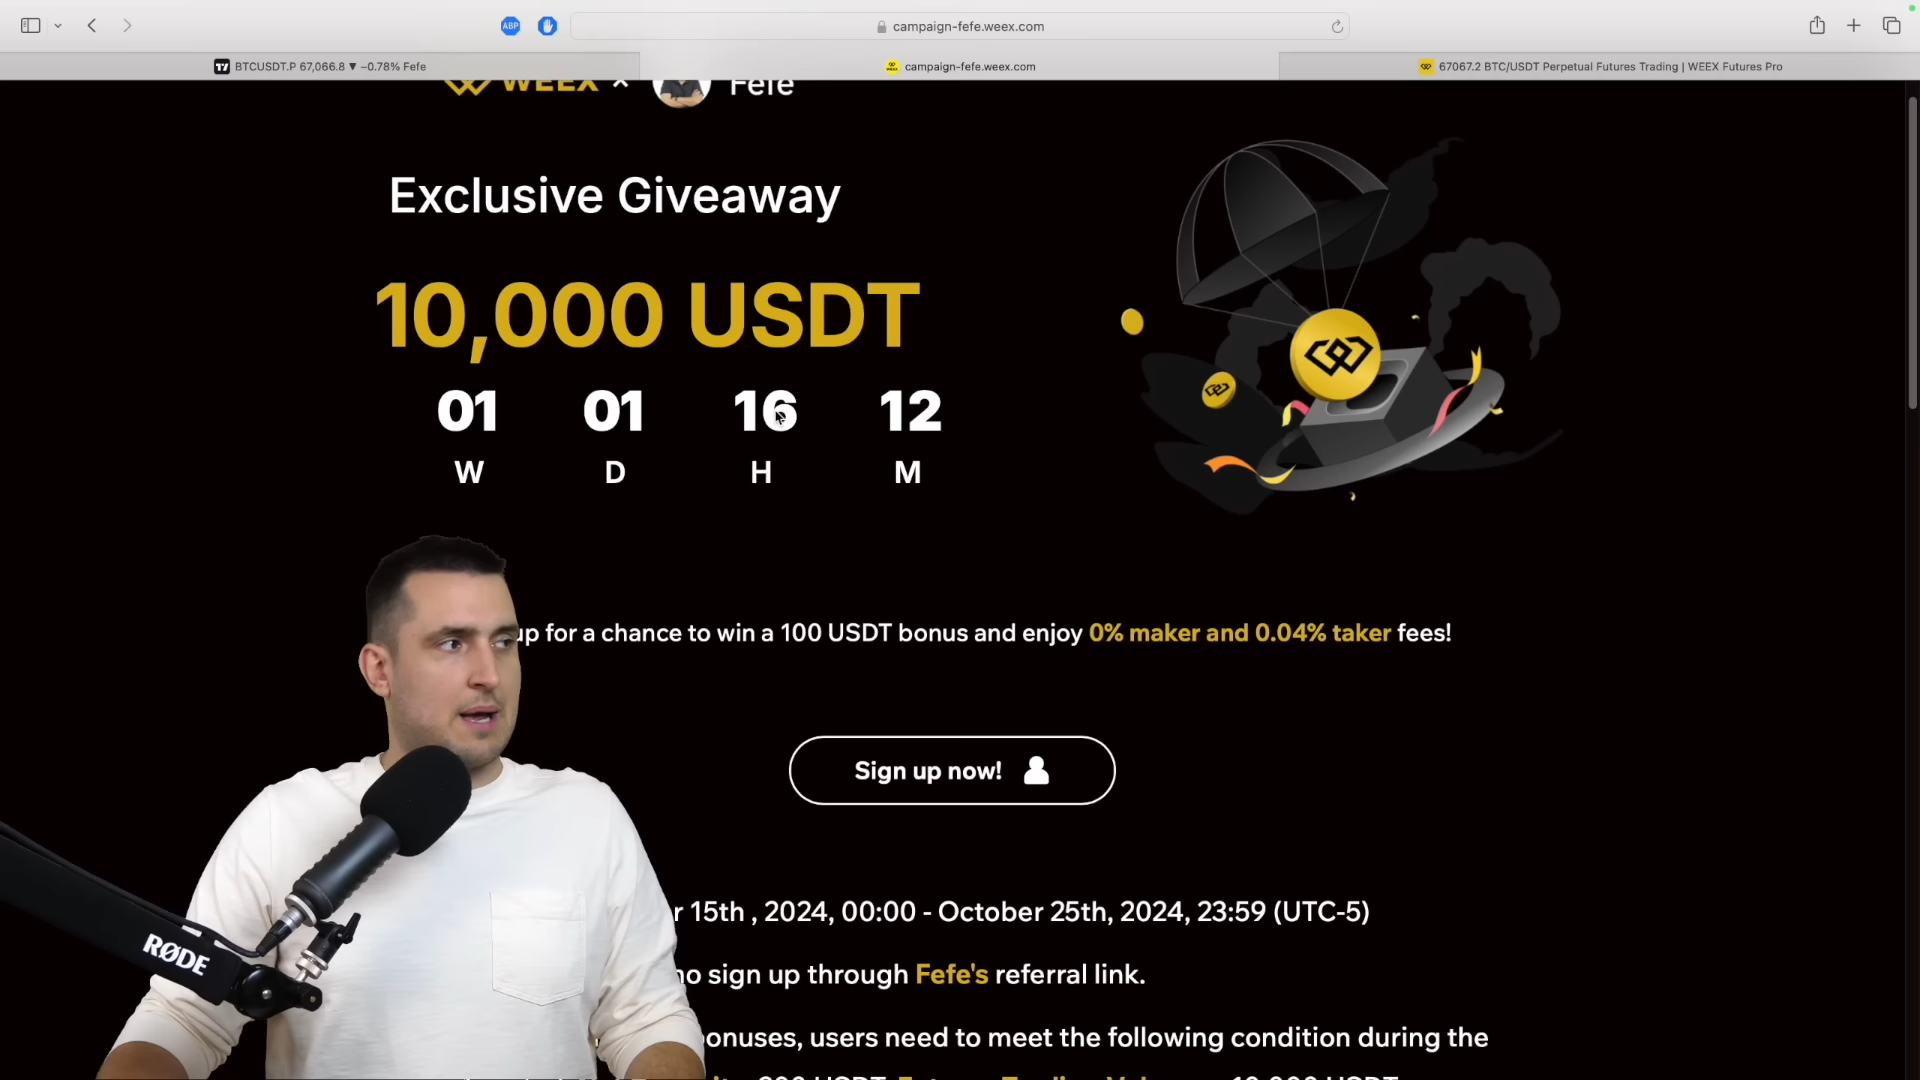 campaign-fefe.weex.com
BTCUSDT.P 67,066.8 ▼ −0.78% Fefe
campaign-fefe.weex.com
67067.2 BTC/USDT Perpetual Futures Trading | WEEX Futures Pro
ABP
WEEX × Fefe
Exclusive Giveaway
10,000 USDT
01 01 16 12
W D H M
up for a chance to win a 100 USDT bonus and enjoy 0% maker and 0.04% taker fees!
Sign up now!
r 15th , 2024, 00:00 - October 25th, 2024, 23:59 (UTC-5)
sign up through Fefe's referral link.
onuses, users need to meet the following condition during the
RØDE